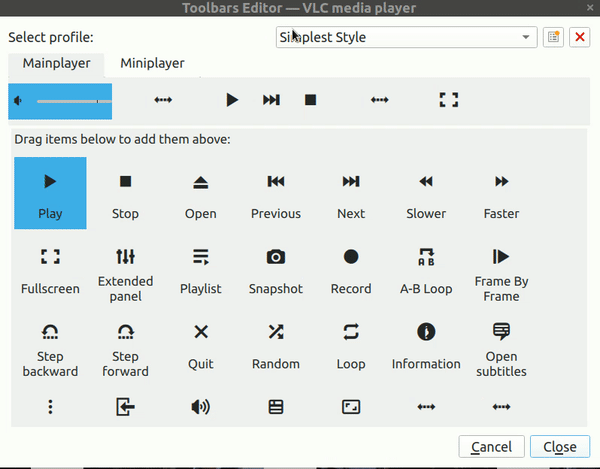 Toolbars Editor — VLC media player
Select profile:
Simplest Style
Mainplayer Miniplayer
Drag items below to add them above:
Play Stop Open Previous Next Slower Faster
Fullscreen Extended panel Playlist Snapshot Record A-B Loop Frame By Frame
Step backward Step forward Quit Random Loop Information Open subtitles
Cancel Close